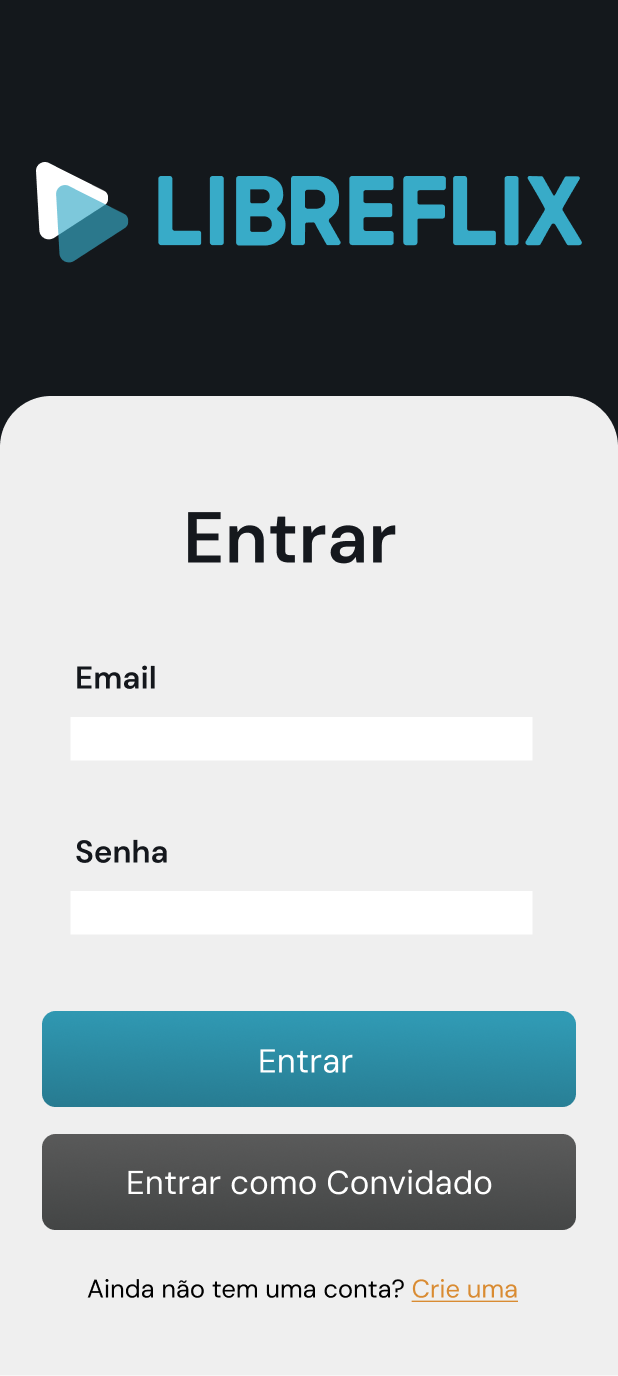 LIBREFLIX
Entrar
Email
Senha
Entrar
Entrar como Convidado
Ainda não tem uma conta? Crie uma